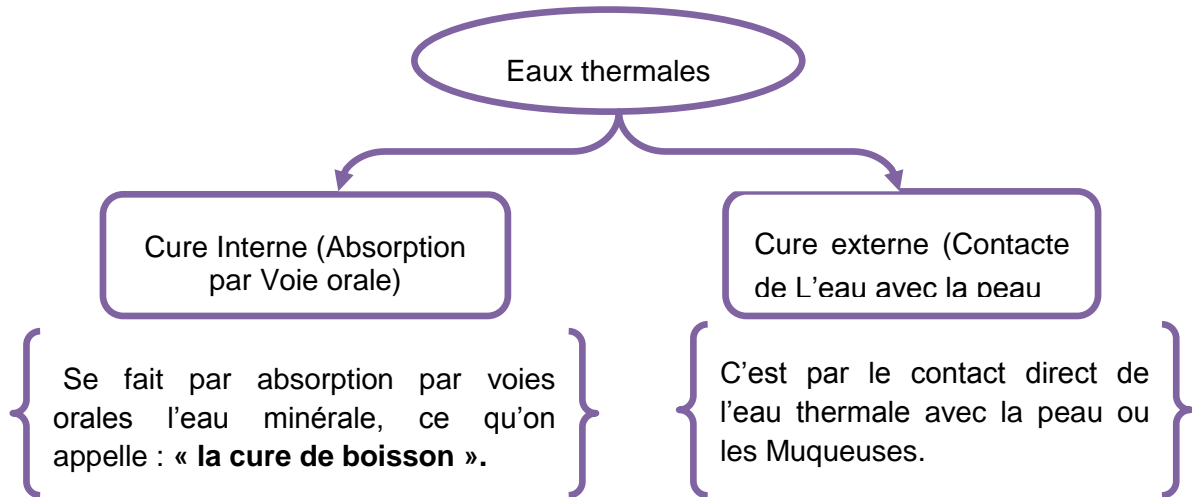 Eaux thermales
Cure Interne (Absorption
par Voie orale)
Cure externe (Contacte
de L’eau avec la peau
Se fait par absorption par voies
orales l’eau minérale, ce qu’on
appelle : « la cure de boisson ».
C’est par le contact direct de
l’eau thermale avec la peau ou
les Muqueuses.